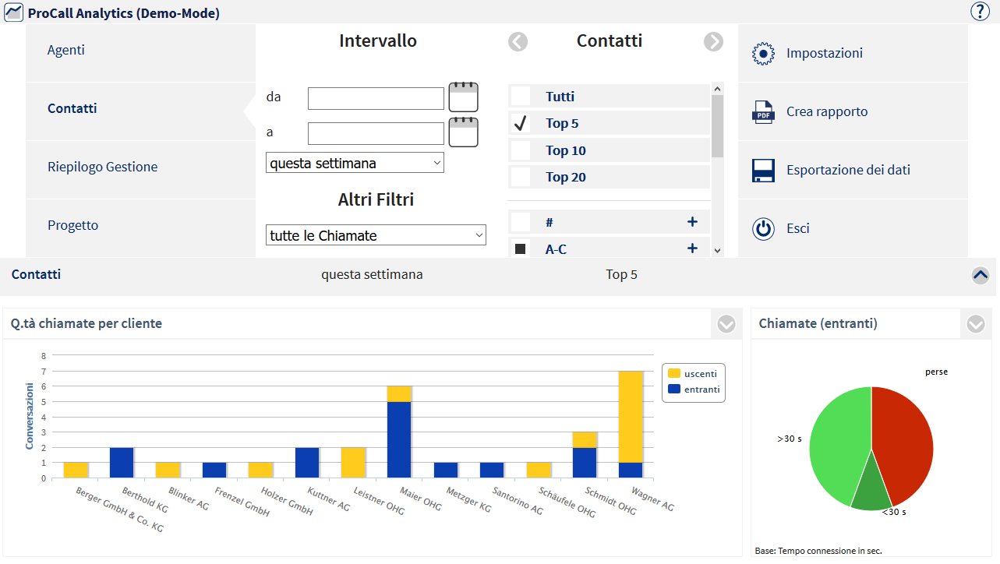 ProCall Analytics (Demo-Mode)
?
Agenti
Contatti
Riepilogo Gestione
Progetto
Intervallo
da
a
questa settimana
Altri Filtri
tutte le Chiamate
Contatti
Tutti
Top 5
Top 10
Top 20
# +
A-C +
Impostazioni
PDF
Crea rapporto
Esportazione dei dati
Esci
Contatti questa settimana Top 5
Q.tà chiamate per cliente
Conversazioni
8
7
6
5
4
3
2
1
0
Berger GmbH & Co. KG
Berthold KG
Blinker AG
Frenzel GmbH
Holzer GmbH
Kuttner AG
Leistner OHG
Maier OHG
Metzger KG
Santorino AG
Schäufele OHG
Schmidt OHG
Wagner AG
uscenti
entranti
Chiamate (entranti)
perse
>30 s
<30 s
Base: Tempo connessione in sec.